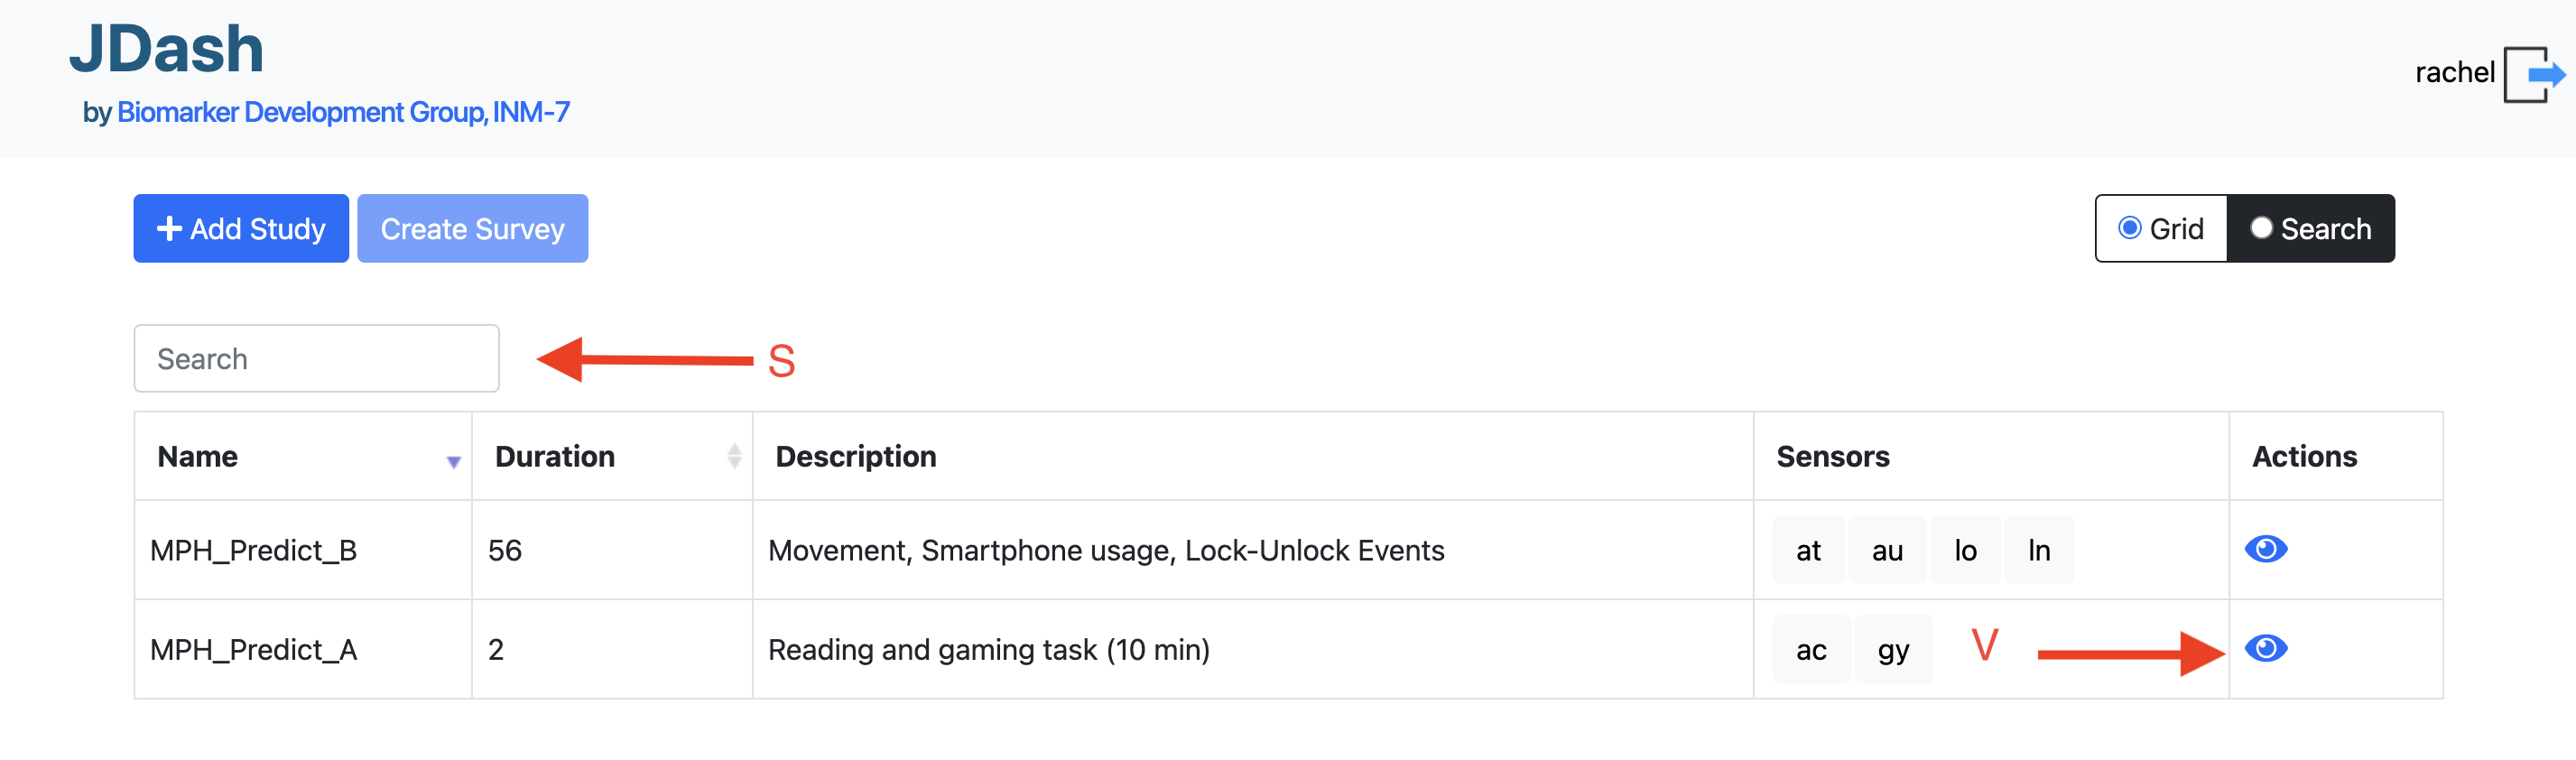 JDash
by Biomarker Development Group, INM-7
rachel
Add Study
Create Survey
Grid
Search
Search
S
Name Duration Description Sensors Actions
MPH_Predict_B 56 Movement, Smartphone usage, Lock-Unlock Events at au lo ln
MPH_Predict_A 2 Reading and gaming task (10 min) ac gy V